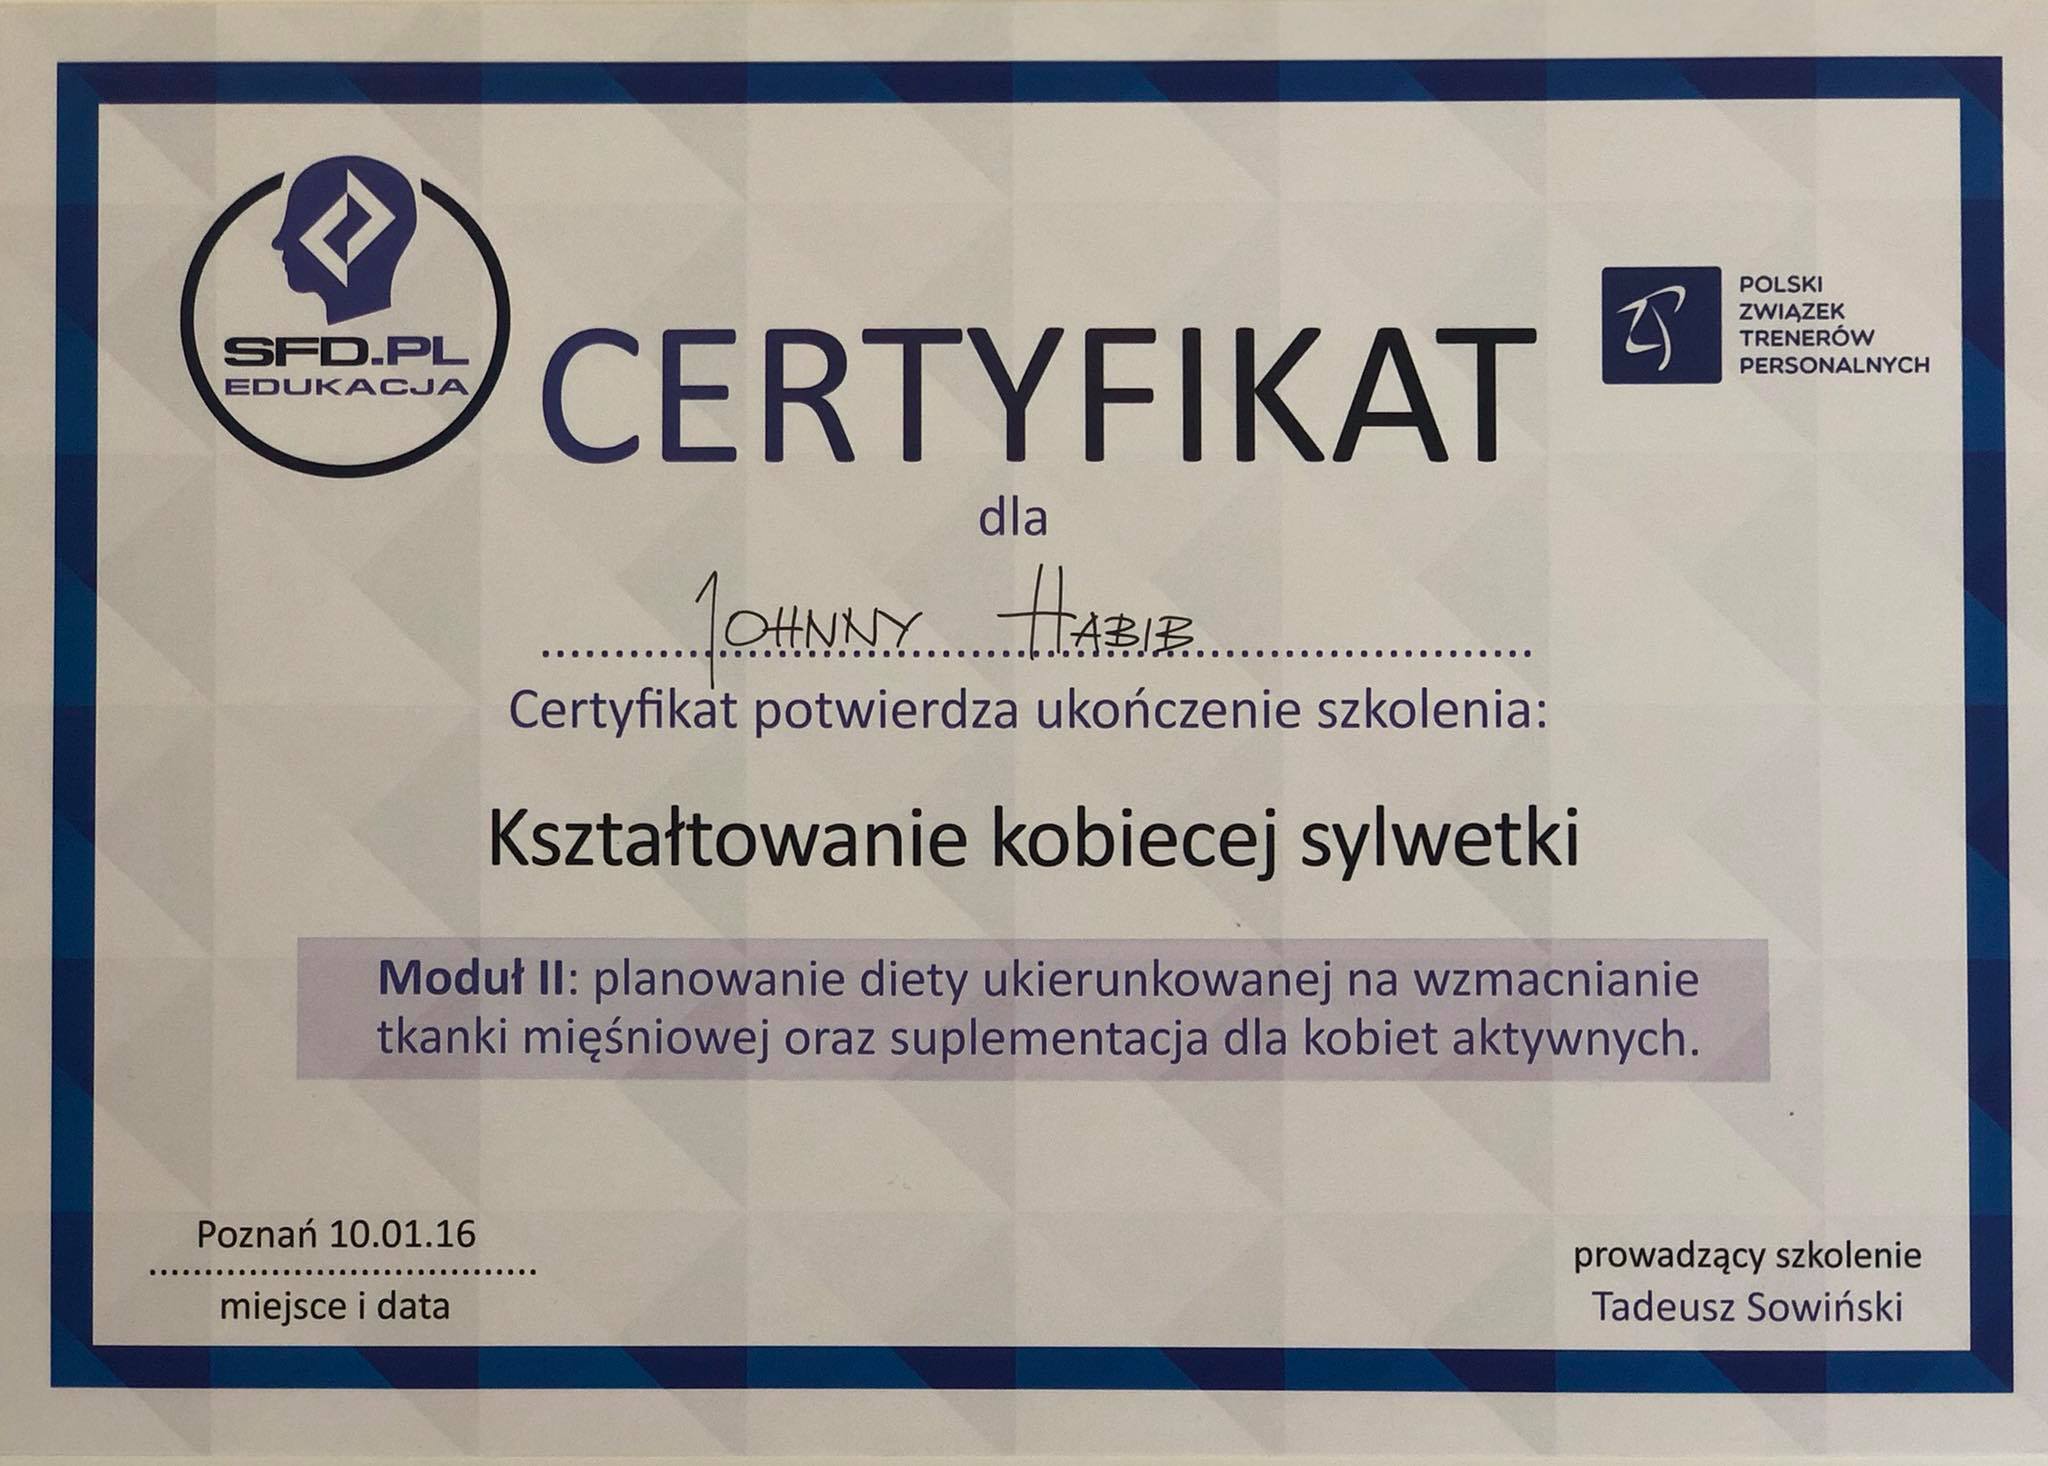 SFD.PL
EDUKACJA
CERTYFIKAT
POLSKI
ZWIĄZEK
TRENERÓW
PERSONALNYCH
dla
JOHNNY HABIB
Certyfikat potwierdza ukończenie szkolenia:
Kształtowanie kobiecej sylwetki
Moduł II: planowanie diety ukierunkowanej na wzmacnianie
tkanki mięśniowej oraz suplementacja dla kobiet aktywnych.
Poznań 10.01.16
miejsce i data
prowadzący szkolenie
Tadeusz Sowiński